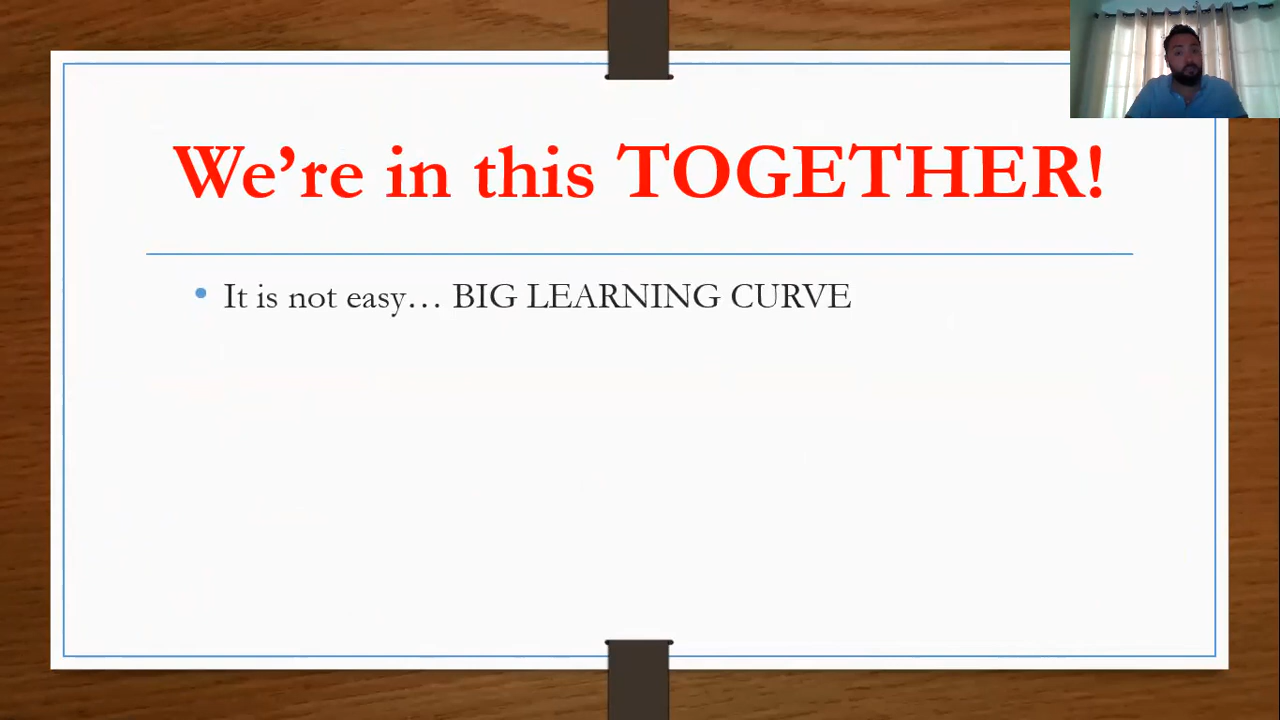 We’re in this TOGETHER!
It is not easy… BIG LEARNING CURVE